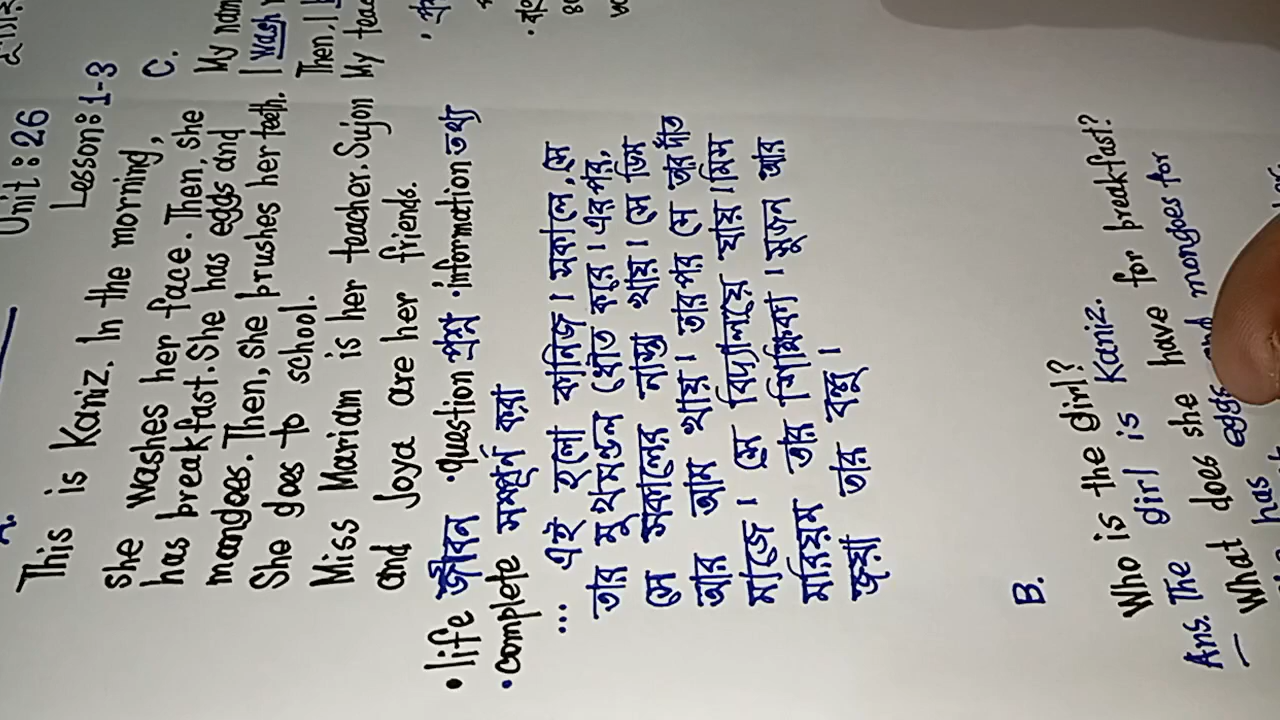 Unit : 26
Lesson : 1-3
This is Kaniz. In the morning,
she washes her face. Then, she
has breakfast. She has eggs and
mangoes. Then, she brushes her teeth.
She goes to school.
Miss Mariam is her teacher. Sujon
and Joya are her friends.
• life জীবন • question প্রশ্ন • information তথ্য
• complete সম্পূর্ন করা
... এই হলো কানিজ। সকালে, সে
তার মুখমন্ডল ধৌত করে। এরপর,
সে সকালের নাস্তা খায়। সে ডিম
আর আম খায়। তারপর সে তার দাঁত
মাজে। সে বিদ্যালয়ে যায়। মিস
মরিয়ম তার শিক্ষিকা। সুজন আর
জয়া তার বন্ধু।
B.
Who is the girl?
Ans. The girl is Kaniz.
What does she have for breakfast?
has eggs and mangoes for
C.
My nam
I wash
Then, I
My teac